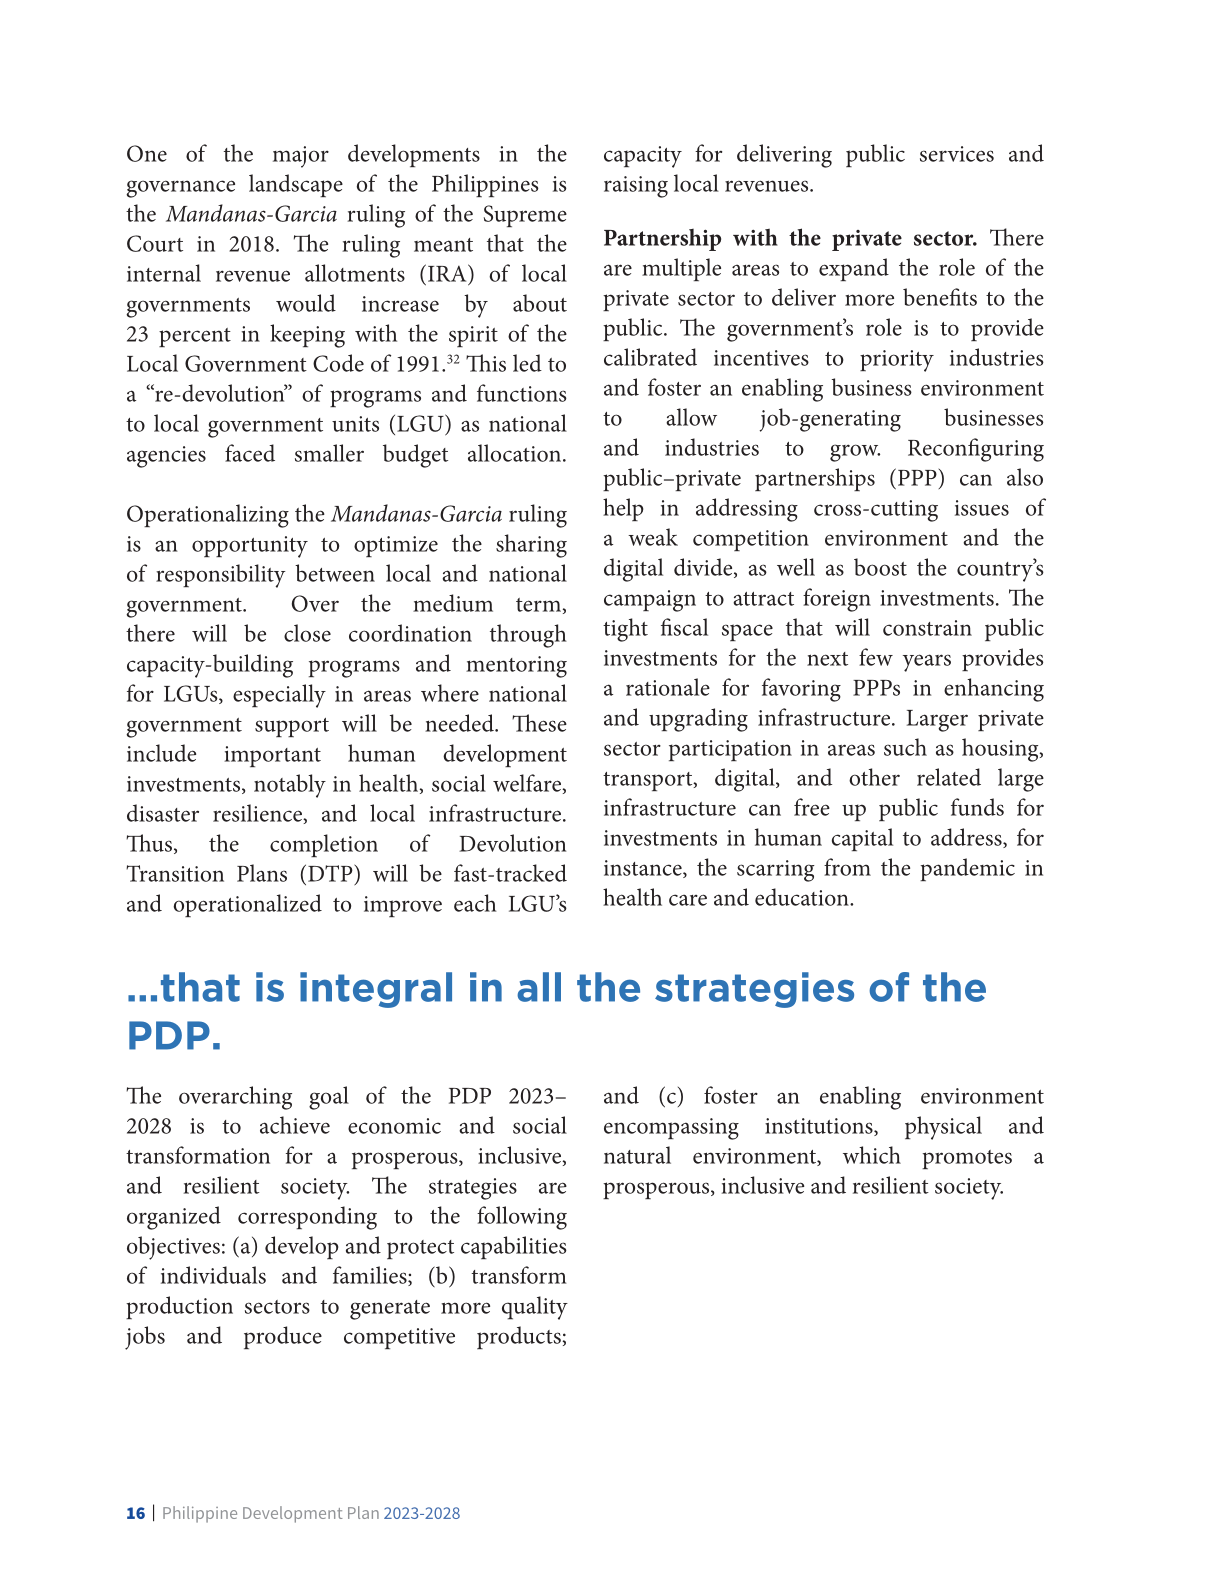 One of the major developments in the
governance landscape of the Philippines is
the Mandanas-Garcia ruling of the Supreme
Court in 2018. The ruling meant that the
internal revenue allotments (IRA) of local
governments would increase by about
23 percent in keeping with the spirit of the
Local Government Code of 1991.32 This led to
a “re-devolution” of programs and functions
to local government units (LGU) as national
agencies faced smaller budget allocation.
Operationalizing the Mandanas-Garcia ruling
is an opportunity to optimize the sharing
of responsibility between local and national
government. Over the medium term,
there will be close coordination through
capacity-building programs and mentoring
for LGUs, especially in areas where national
government support will be needed. These
include important human development
investments, notably in health, social welfare,
disaster resilience, and local infrastructure.
Thus, the completion of Devolution
Transition Plans (DTP) will be fast-tracked
and operationalized to improve each LGU’s
capacity for delivering public services and
raising local revenues.
Partnership with the private sector. There
are multiple areas to expand the role of the
private sector to deliver more benefits to the
public. The government’s role is to provide
calibrated incentives to priority industries
and foster an enabling business environment
to allow job-generating businesses
and industries to grow. Reconfiguring
public–private partnerships (PPP) can also
help in addressing cross-cutting issues of
a weak competition environment and the
digital divide, as well as boost the country’s
campaign to attract foreign investments. The
tight fiscal space that will constrain public
investments for the next few years provides
a rationale for favoring PPPs in enhancing
and upgrading infrastructure. Larger private
sector participation in areas such as housing,
transport, digital, and other related large
infrastructure can free up public funds for
investments in human capital to address, for
instance, the scarring from the pandemic in
health care and education.
...that is integral in all the strategies of the
PDP.
The overarching goal of the PDP 2023–
2028 is to achieve economic and social
transformation for a prosperous, inclusive,
and resilient society. The strategies are
organized corresponding to the following
objectives: (a) develop and protect capabilities
of individuals and families; (b) transform
production sectors to generate more quality
jobs and produce competitive products;
and (c) foster an enabling environment
encompassing institutions, physical and
natural environment, which promotes a
prosperous, inclusive and resilient society.
16 | Philippine Development Plan 2023-2028